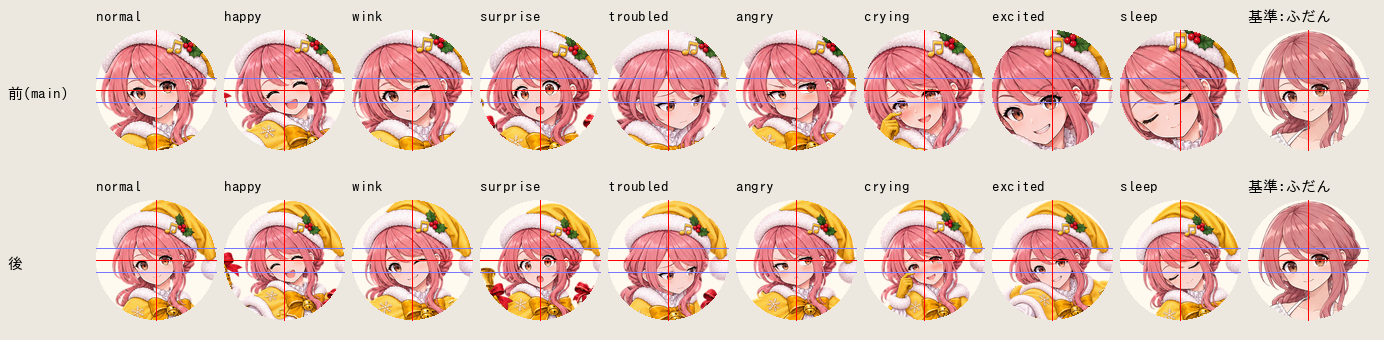 normal happy wink surprise troubled angry crying excited sleep 基準:ふだん
前(main)
normal happy wink surprise troubled angry crying excited sleep 基準:ふだん
後